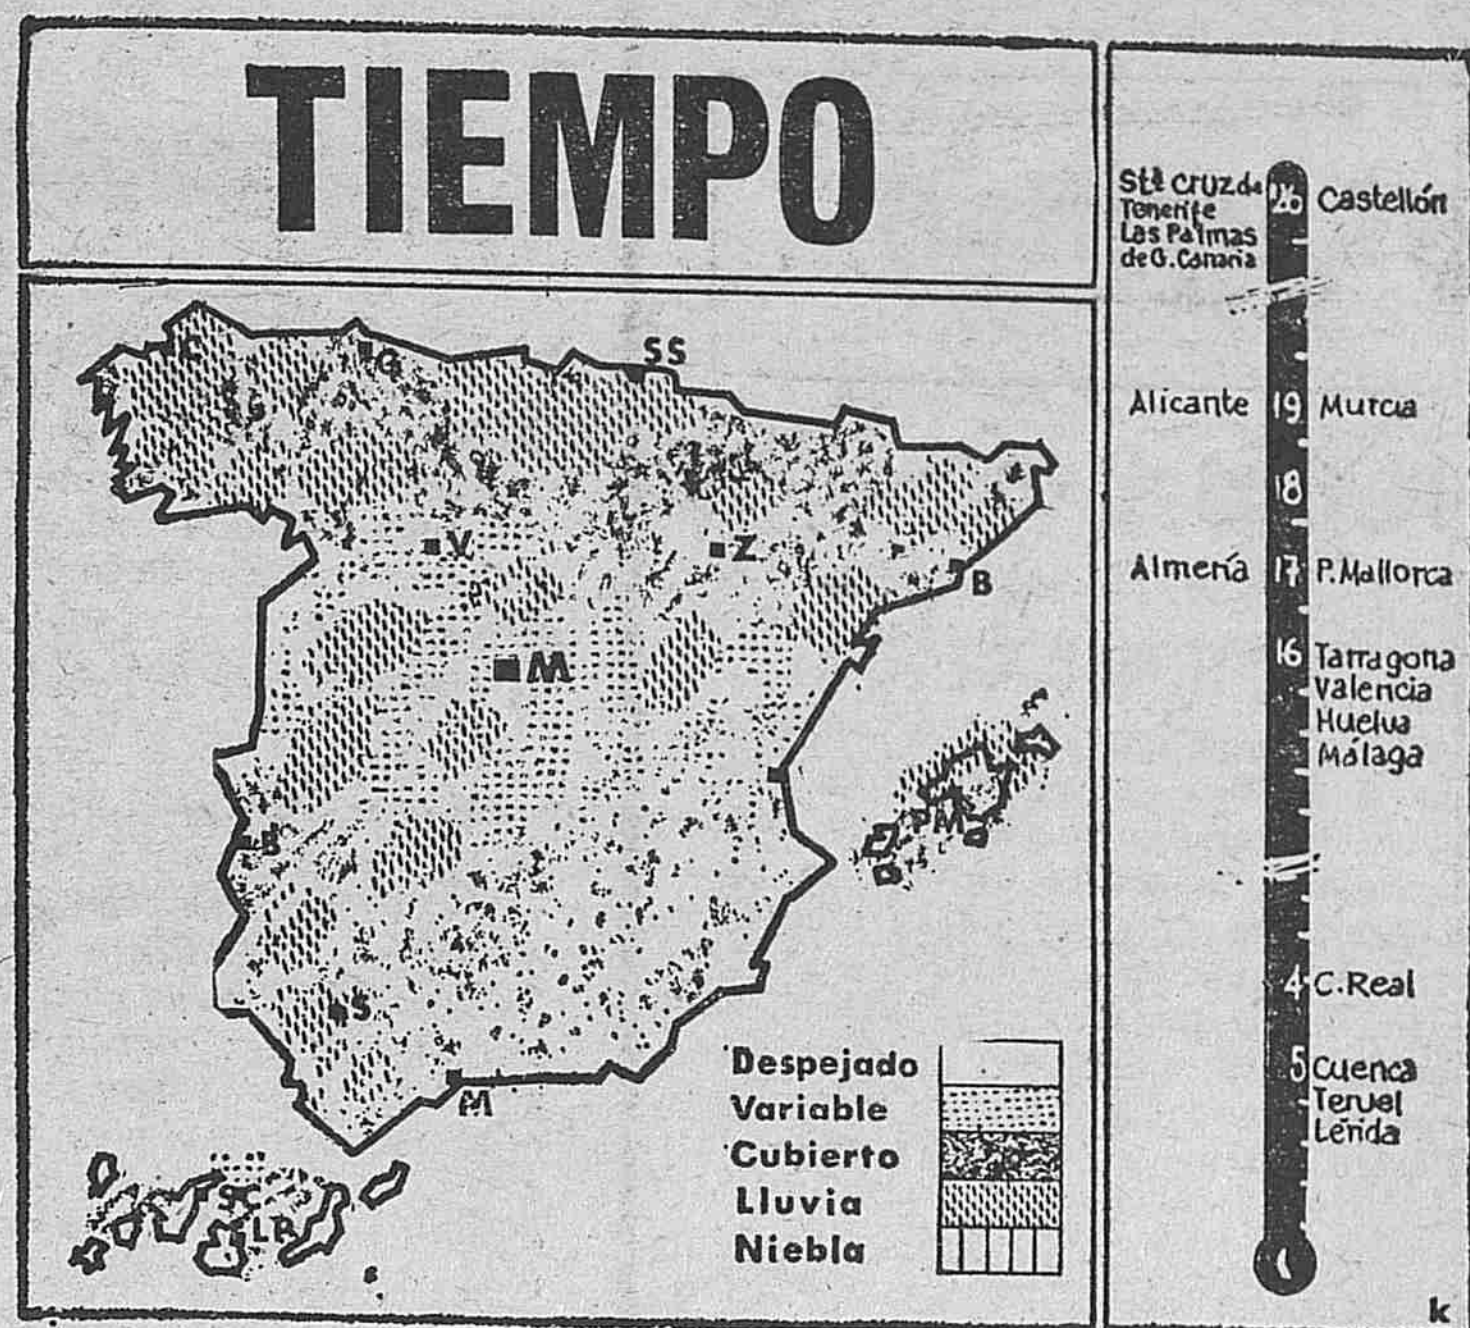 TIEMPO
C
G
SS
V
Z
B
M
B
PM
S
M
SC
LP
Despejado
Variable
Cubierto
Lluvia
Niebla
Stª Cruz de
Tenerife
Las Palmas
de G. Canaria
26 Castellón
Alicante 19 Murcia
18
Almería 17 P. Mallorca
16 Tarragona
Valencia
Huelva
Málaga
4 C. Real
5 Cuenca
Teruel
Lérida
k